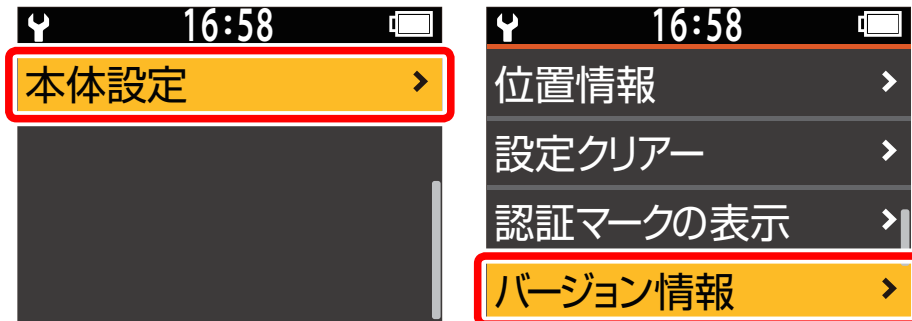 16:58
本体設定
16:58
位置情報
設定クリアー
認証マークの表示
バージョン情報